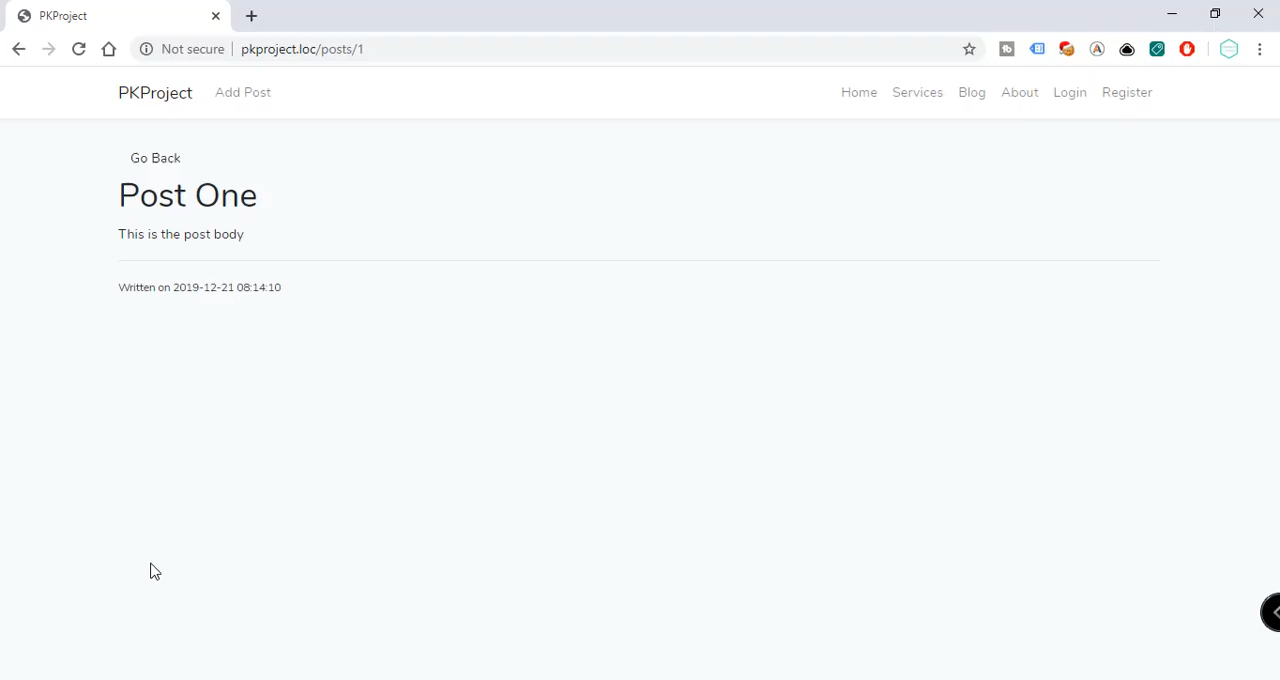 PKProject
Not secure pkproject.loc/posts/1
PKProject Add Post Home Services Blog About Login Register
Go Back
Post One
This is the post body
Written on 2019-12-21 08:14:10